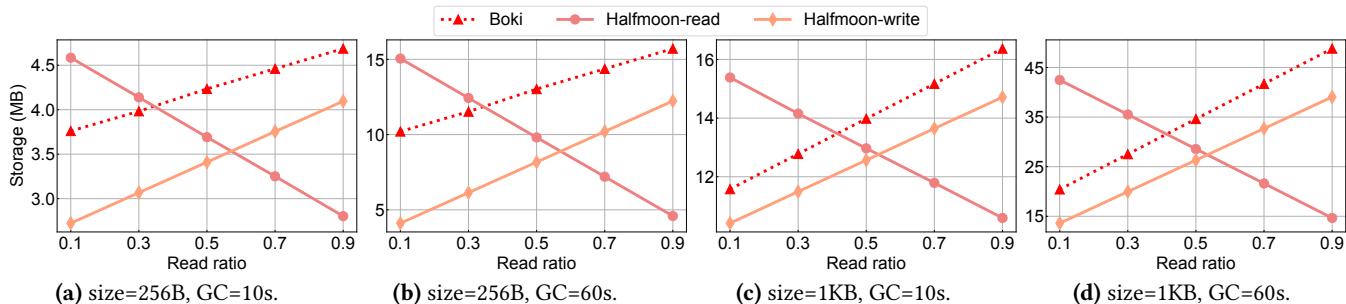 Boki Halfmoon-read Halfmoon-write
Storage (MB)
4.5
4.0
3.5
3.0
0.1 0.3 0.5 0.7 0.9
Read ratio
(a) size=256B, GC=10s.
15
10
5
0.1 0.3 0.5 0.7 0.9
Read ratio
(b) size=256B, GC=60s.
16
14
12
0.1 0.3 0.5 0.7 0.9
Read ratio
(c) size=1KB, GC=10s.
45
35
25
15
0.1 0.3 0.5 0.7 0.9
Read ratio
(d) size=1KB, GC=60s.